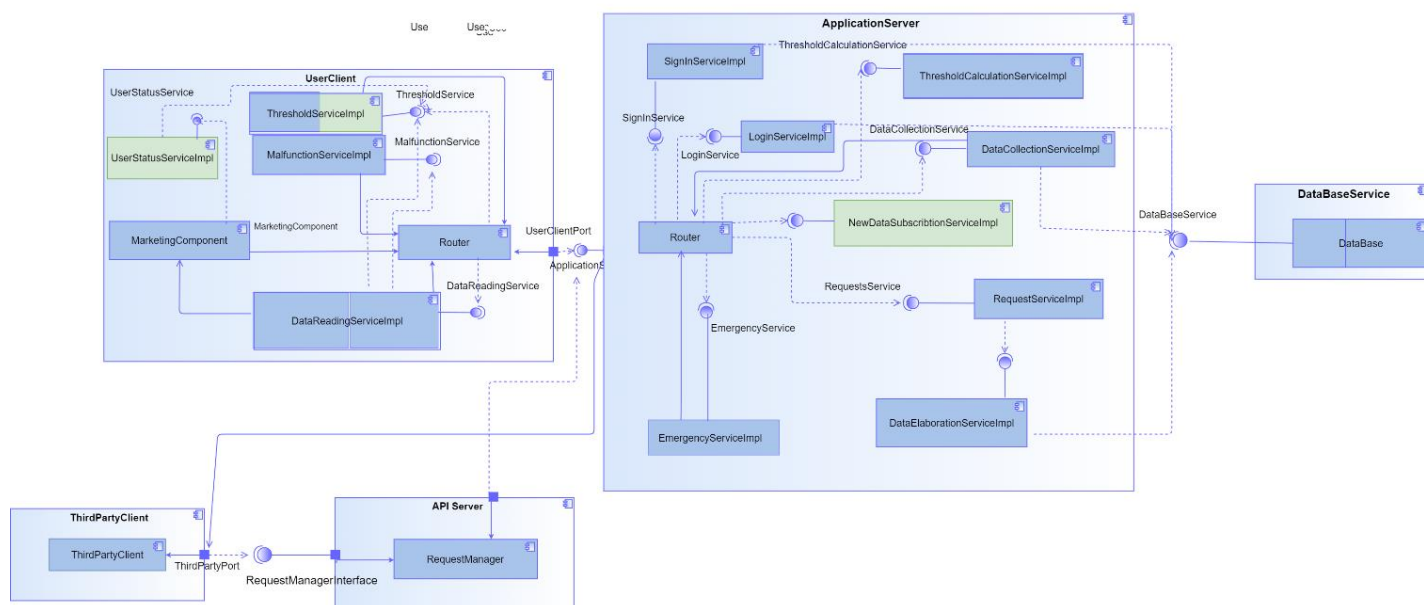 Use
ApplicationServer
ThresholdCalculationService
SignInServiceImpl
ThresholdCalculationServiceImpl
UserClient
UserStatusService
ThresholdService
ThresholdServiceImpl
SignInService
LoginServiceImpl
DataCollectionService
MalfunctionService
LoginService
DataCollectionServiceImpl
UserStatusServiceImpl
MalfunctionServiceImpl
DataBaseService
DataBaseService
MarketingComponent
MarketingComponent
Router
UserClientPort
Router
NewDataSubscribtionServiceImpl
DataBase
ApplicationS
DataReadingService
RequestsService
RequestServiceImpl
DataReadingServiceImpl
EmergencyService
DataElaborationServiceImpl
EmergencyServiceImpl
ThirdPartyClient
API Server
ThirdPartyClient
RequestManager
ThirdPartyPort
RequestManagerInterface